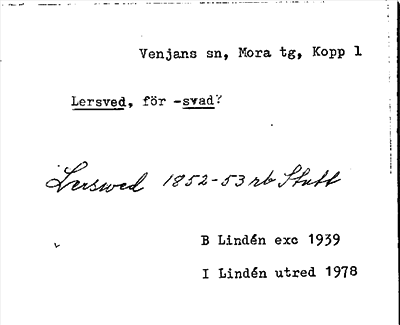 Venjans sn, Mora tg, Kopp 1
Lersved, för -svad?
Lersved 1852-53 rb Stutt
B Lindén exc 1939
I Lindén utred 1978